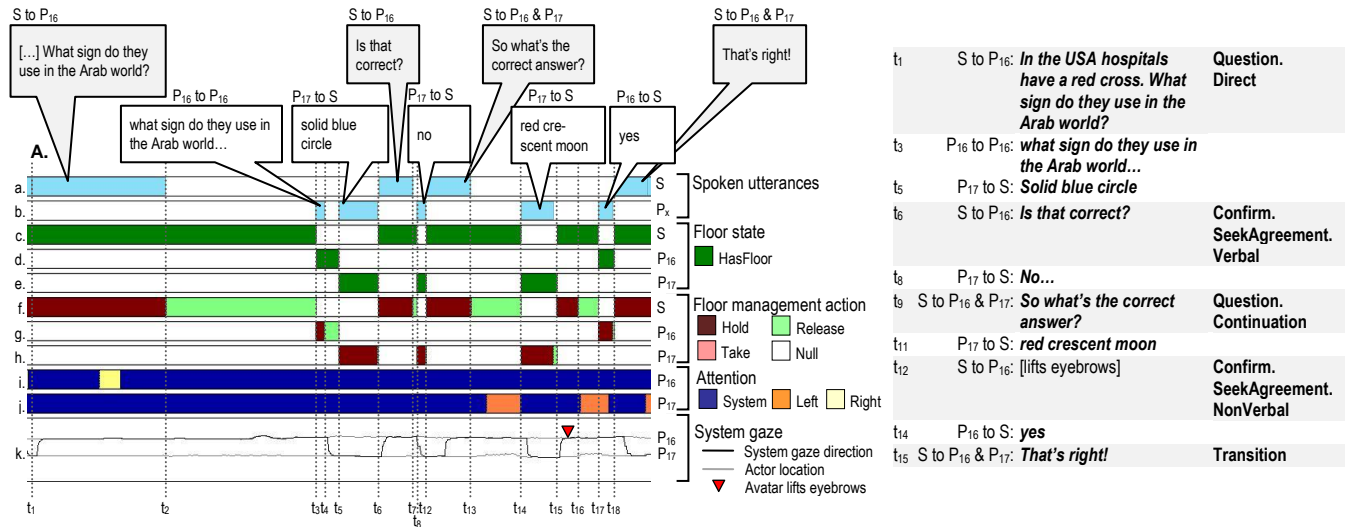 S to P16
S to P16
S to P16 & P17
S to P16 & P17
[…] What sign do they
use in the Arab world?
Is that
correct?
So what's the
correct answer?
That's right!
P16 to P16
P17 to S
P17 to S
P17 to S
P16 to S
what sign do they use in
the Arab world…
solid blue
circle
no
red cre-
scent moon
yes
A.
a.
S
Spoken utterances
b.
Px
c.
S
Floor state
d.
P16
HasFloor
e.
P17
f.
S
Floor management action
g.
P16
Hold
Release
h.
P17
Take
Null
i.
P16
Attention
j.
P17
System
Left
Right
k.
P16
System gaze
P17
System gaze direction
Actor location
Avatar lifts eyebrows
t1
t2
t3
t4
t5
t6
t7
t8
t12
t13
t14
t15
t16
t17
t18
t1 S to P16: In the USA hospitals Question.
have a red cross. What Direct
sign do they use in the
Arab world?
t3 P16 to P16: what sign do they use in
the Arab world…
t5 P17 to S: Solid blue circle
t6 S to P16: Is that correct? Confirm.
SeekAgreement.
Verbal
t8 P17 to S: No…
t9 S to P16 & P17: So what's the correct Question.
answer? Continuation
t11 P17 to S: red crescent moon
t12 S to P16: [lifts eyebrows] Confirm.
SeekAgreement.
NonVerbal
t14 P16 to S: yes
t15 S to P16 & P17: That's right! Transition